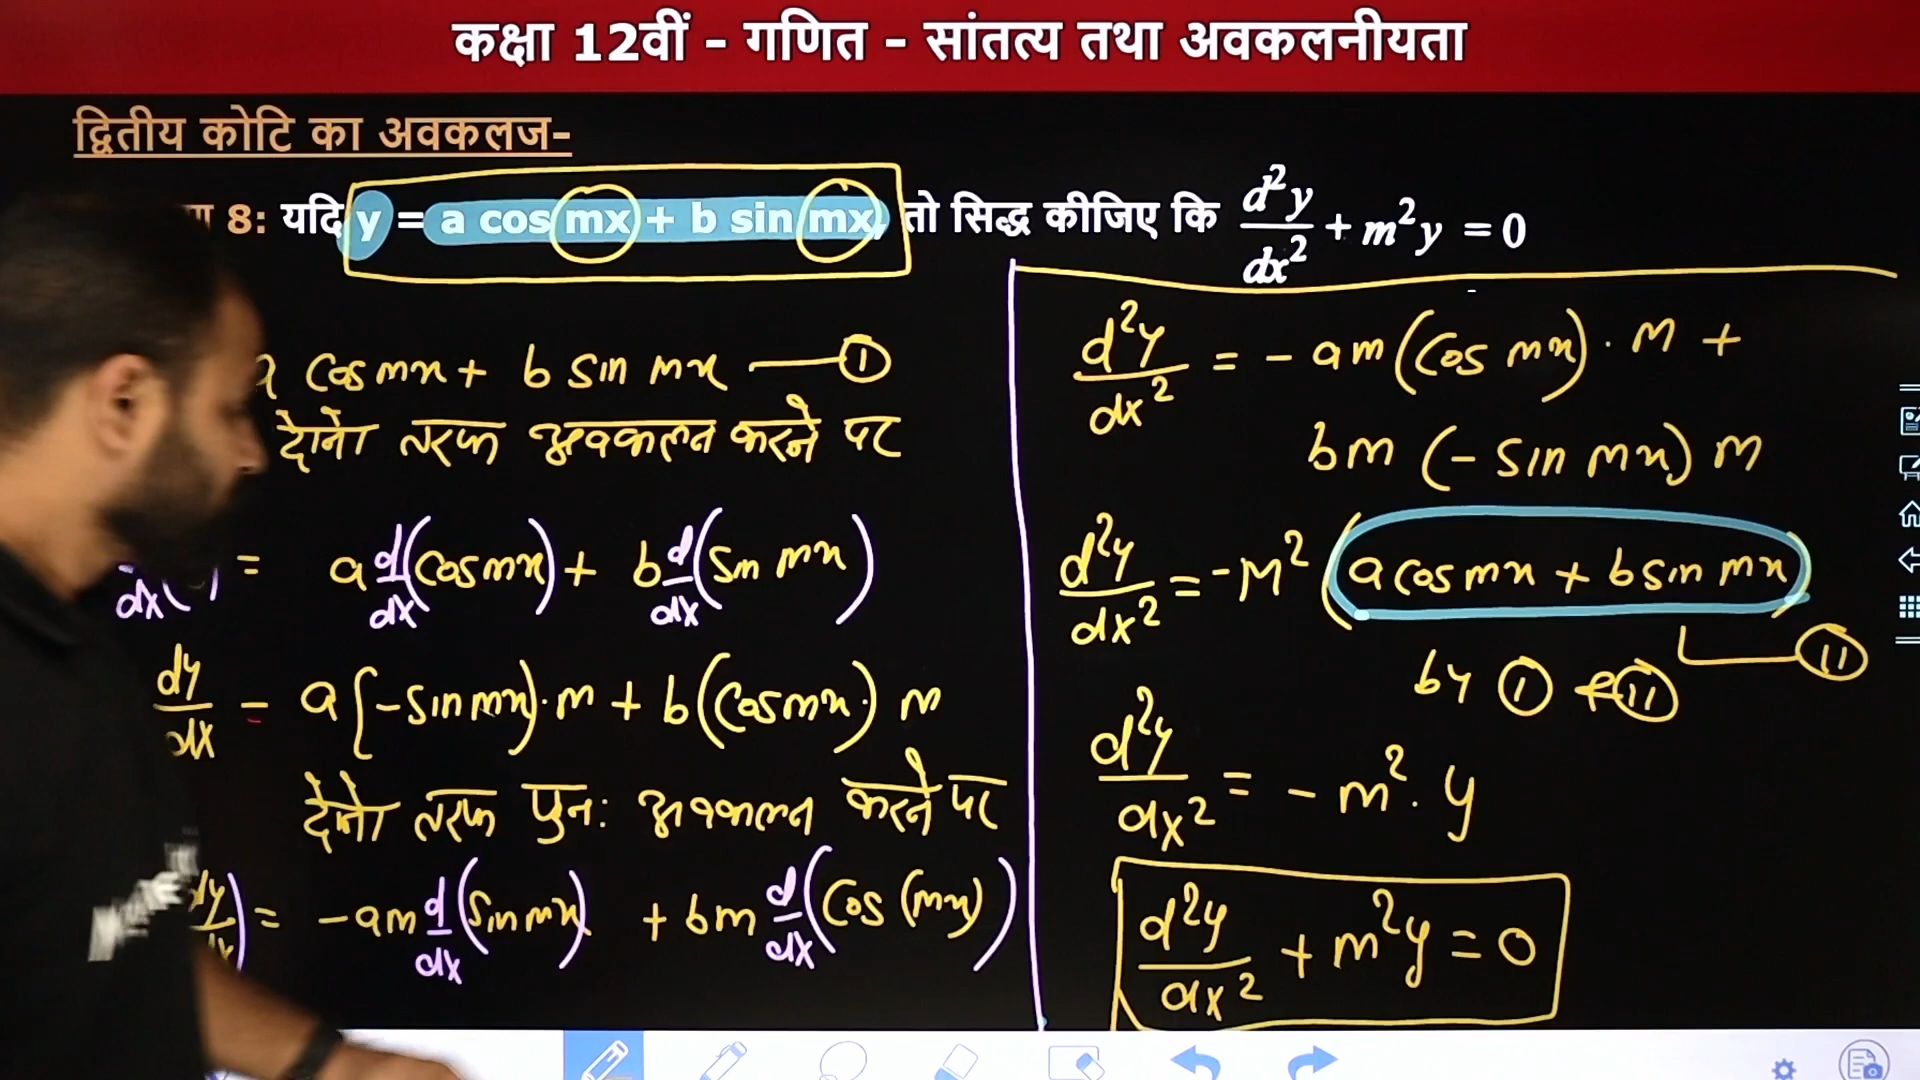 कक्षा 12वीं - गणित - सांतत्य तथा अवकलनीयता
द्वितीय कोटि का अवकलज-
8: यदि y = a cos mx + b sin mx, तो सिद्ध कीजिए कि d²y/dx² + m²y = 0
a cos mx + b sin mx —— ①
दोनो तरफ अवकलन करने पर
d/dx( ) = a d/dx (cos mx) + b d/dx (sin mx)
dy/dx = a(-sin mx)·m + b(cos mx·) m
दोनो तरफ पुनः अवकलन करने पर
= -am d/dx (sin mx) + bm d/dx (cos (mx))
d²y/dx² = -am(cos mx)·m +
bm (-sin mx) m
d²y/dx² = -m² (a cos mx + b sin mx)
—— ⑪
by ① & ⑪
d²y/dx² = -m².y
d²y/dx² + m²y = 0